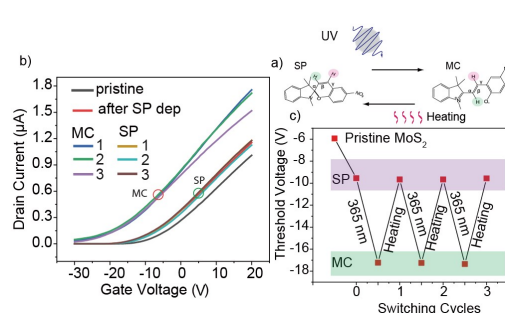 UV
b)
a)
SP
MC
NO₂
Heating
pristine
after SP dep
MC SP
1 1
2 2
3 3
MC
SP
Drain Current (µA)
1.8
1.5
1.2
0.9
0.6
0.3
0.0
-30 -20 -10 0 10 20
Gate Voltage (V)
c)
Pristine MoS₂
SP
MC
365 nm
Heating
365 nm
Heating
365 nm
Heating
Threshold Voltage (V)
-6
-8
-10
-12
-14
-16
-18
0 1 2 3
Switching Cycles